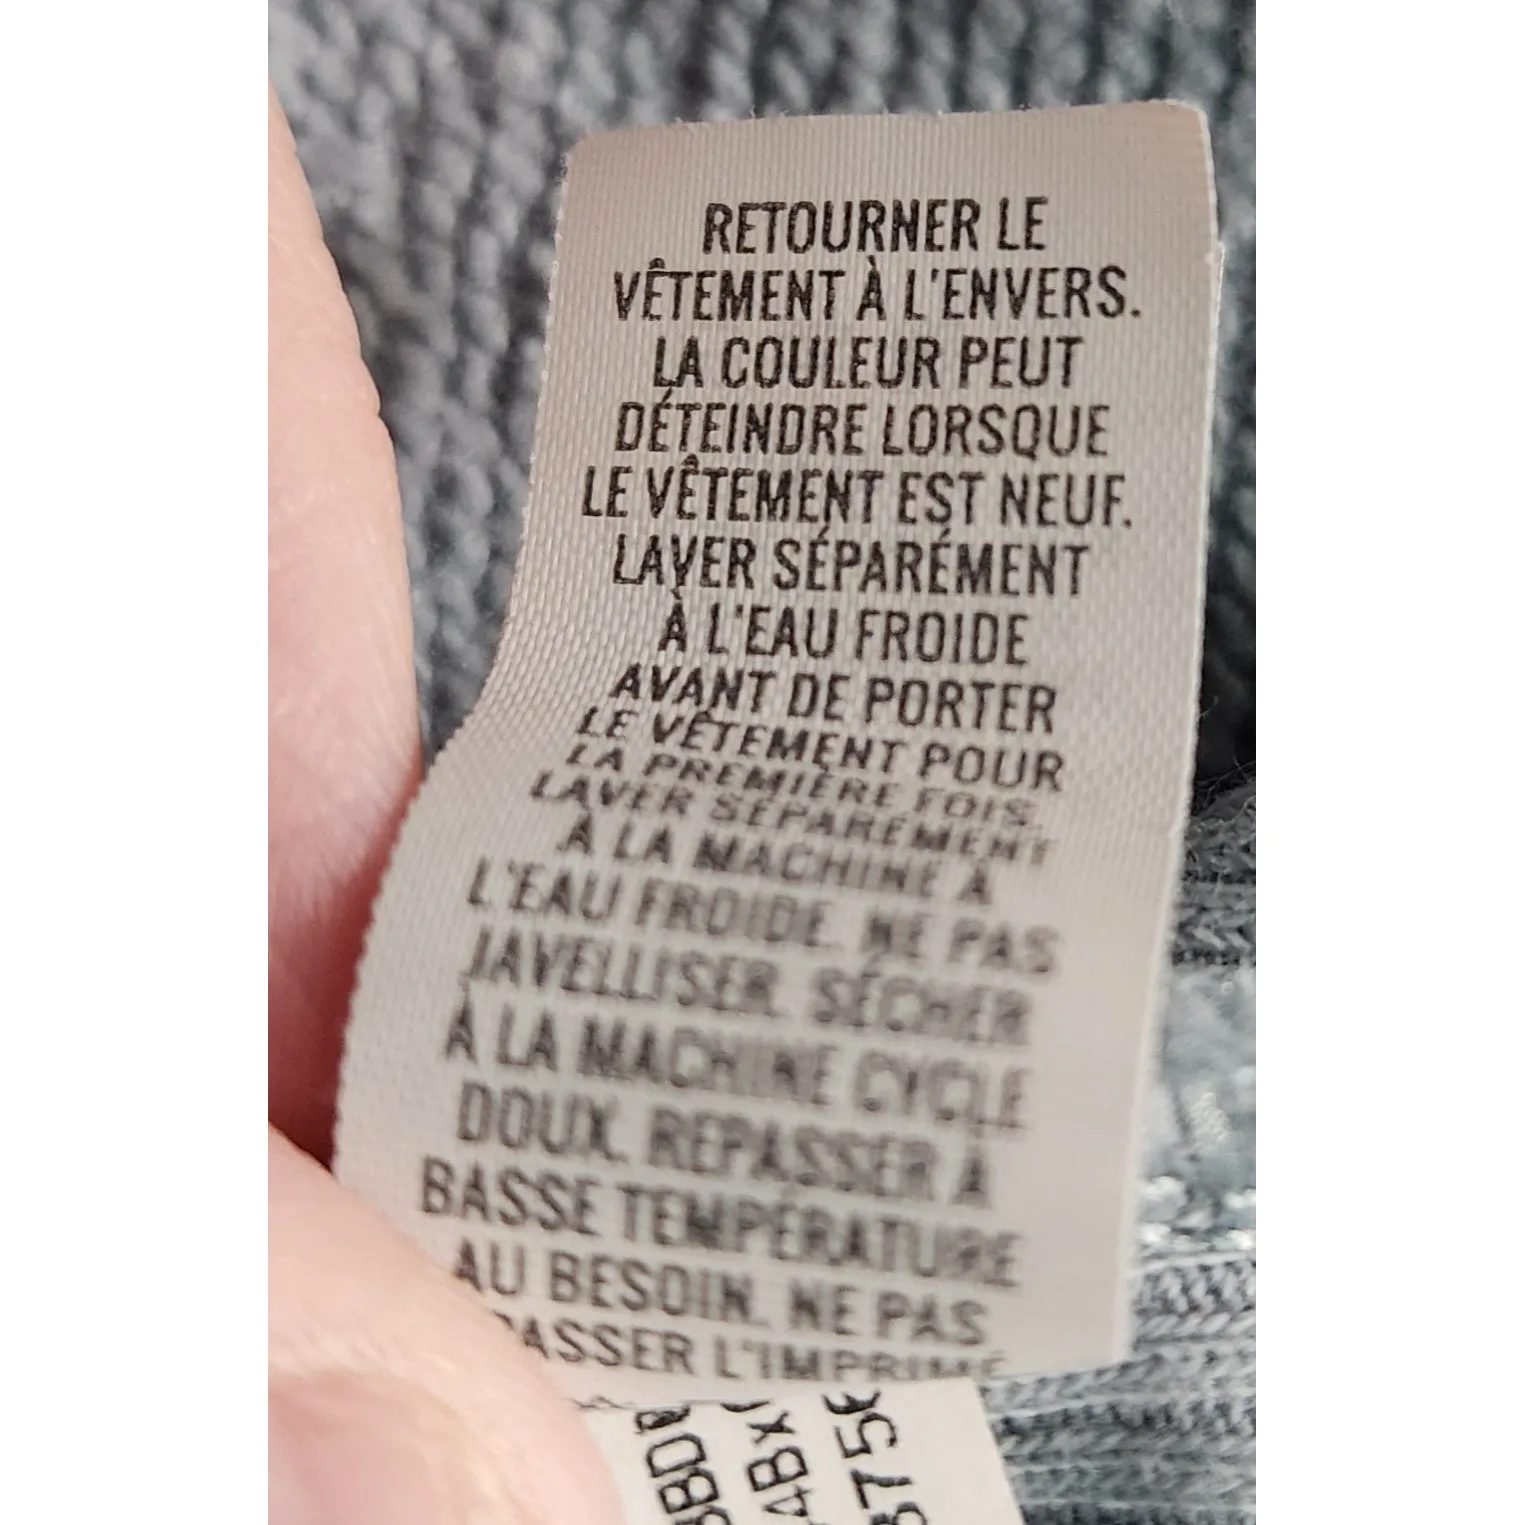 RETOURNER LE
VÊTEMENT À L'ENVERS.
LA COULEUR PEUT
DÉTEINDRE LORSQUE
LE VÊTEMENT EST NEUF.
LAVER SÉPARÉMENT
À L'EAU FROIDE
AVANT DE PORTER
LE VÊTEMENT POUR
LA PREMIÈRE FOIS.
LAVER SÉPARÉMENT
À LA MACHINE À
L'EAU FROIDE. NE PAS
JAVELLISER. SÉCHER
À LA MACHINE CYCLE
DOUX. REPASSER À
BASSE TEMPÉRATURE
AU BESOIN. NE PAS
L'IMPRIMÉ